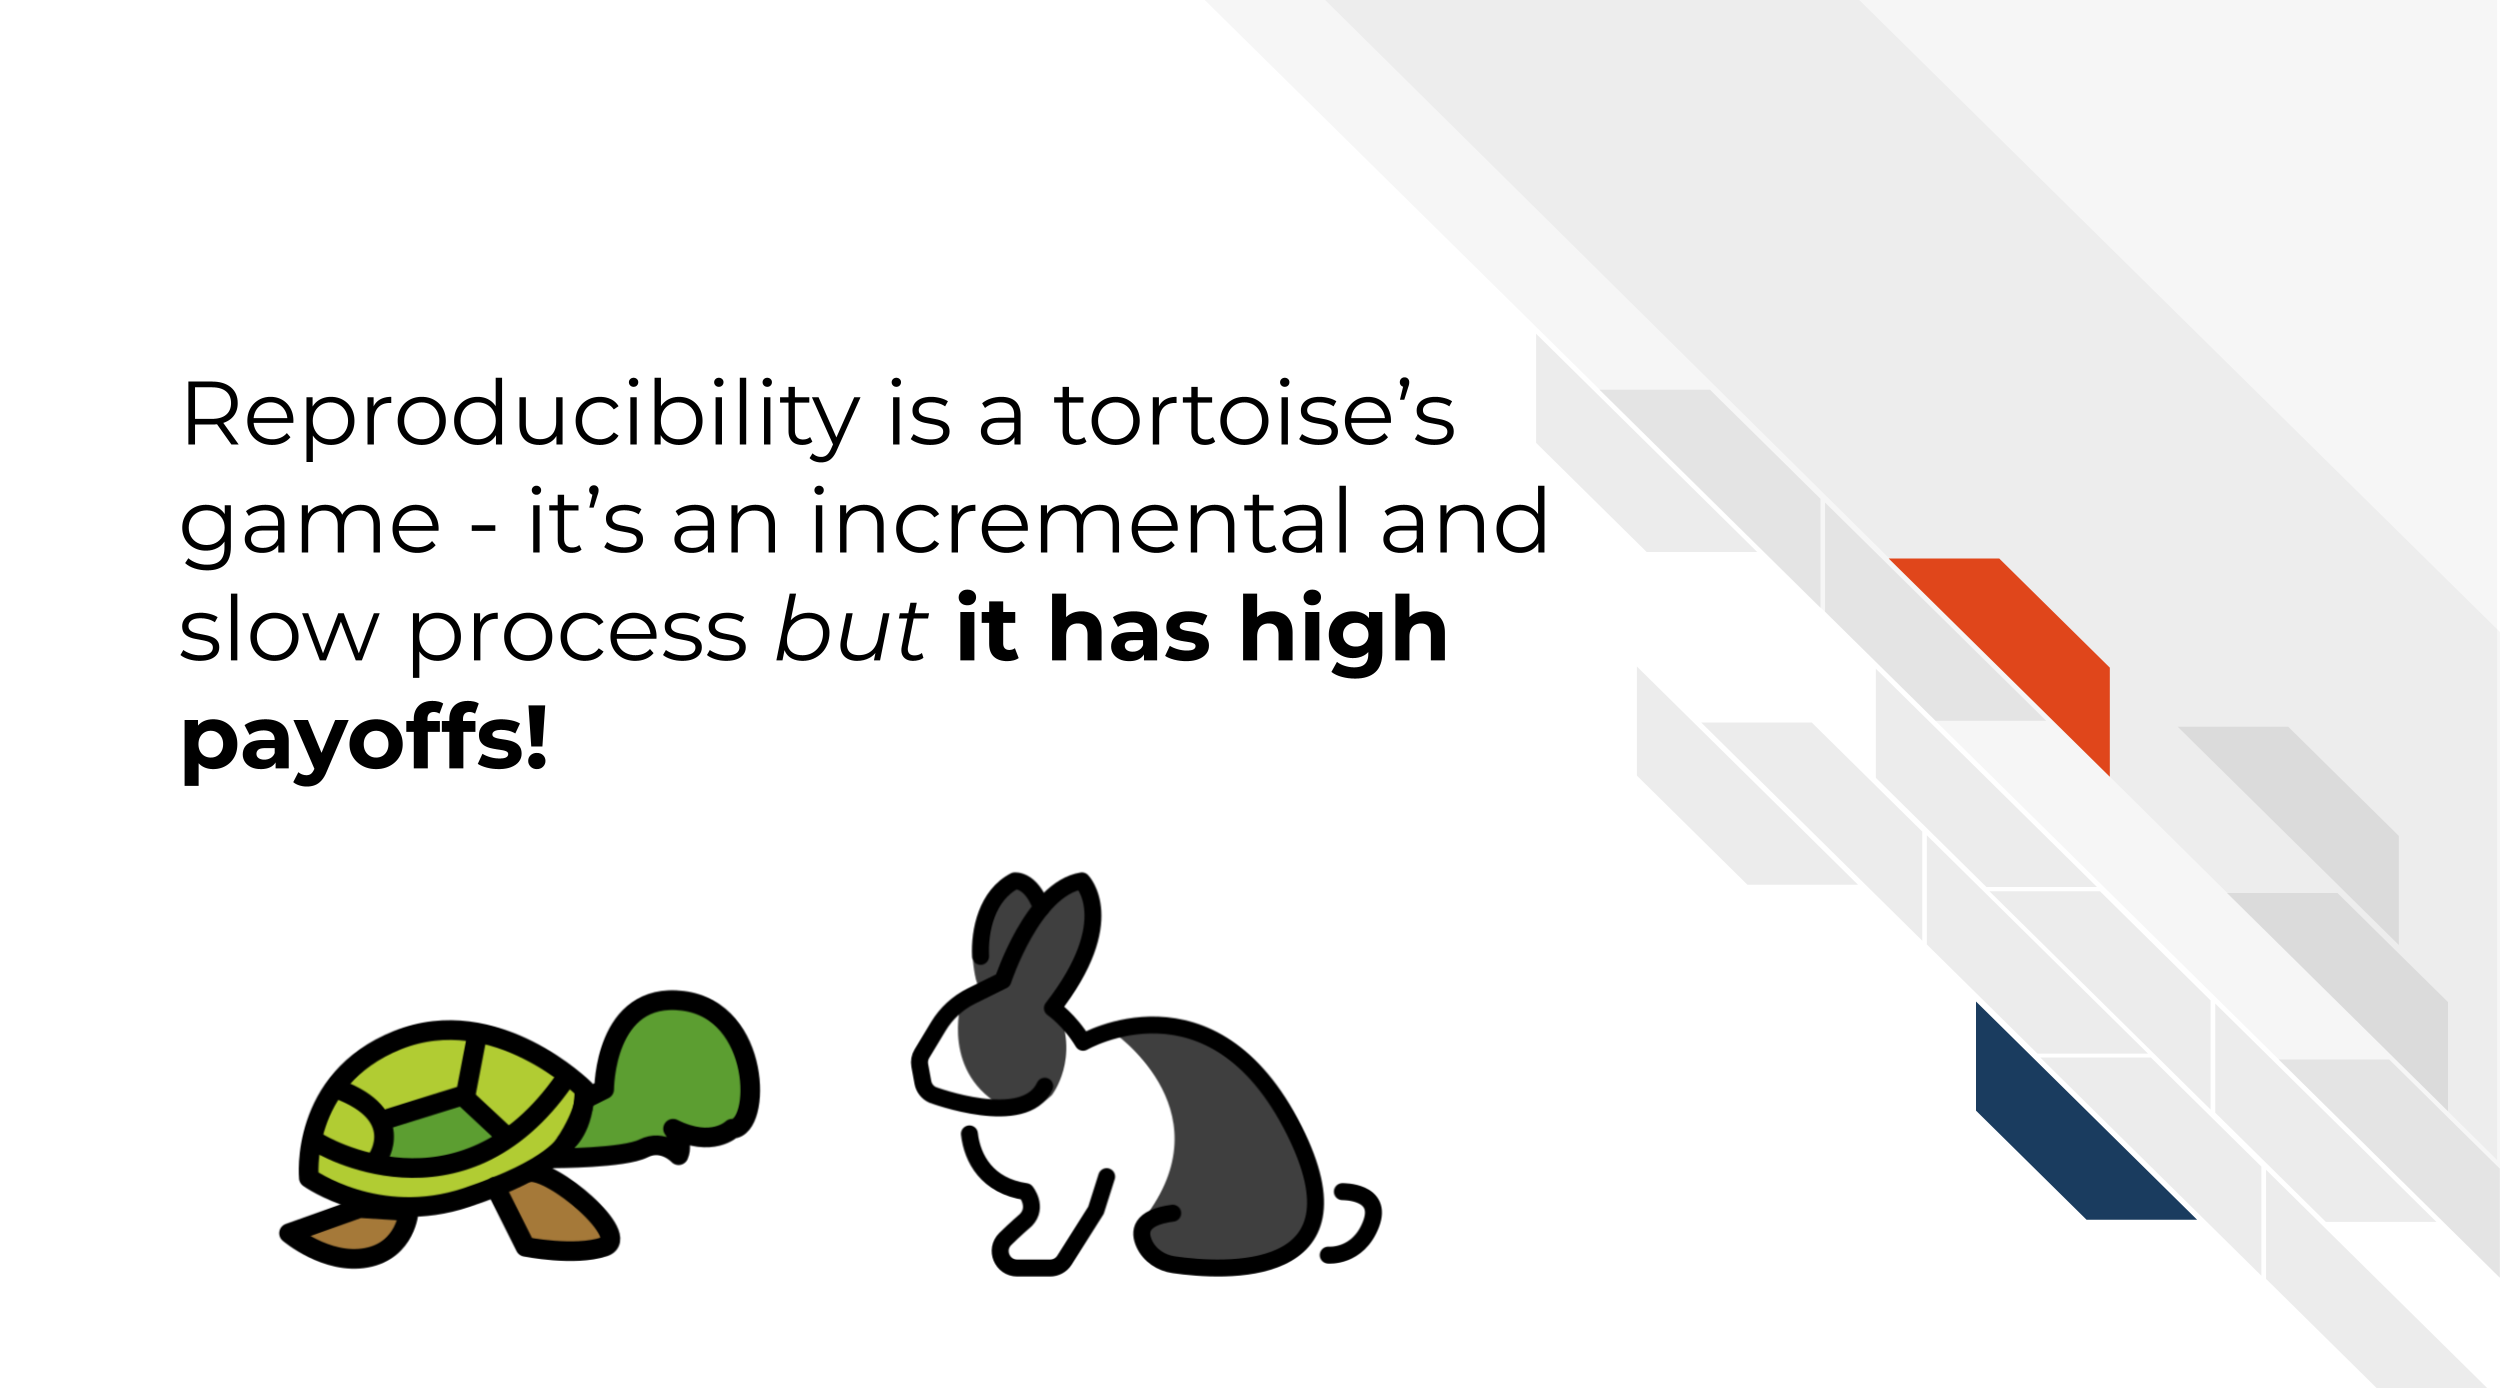 Reproducibility is a tortoise’s
game - it’s an incremental and
slow process but it has high
payoffs!